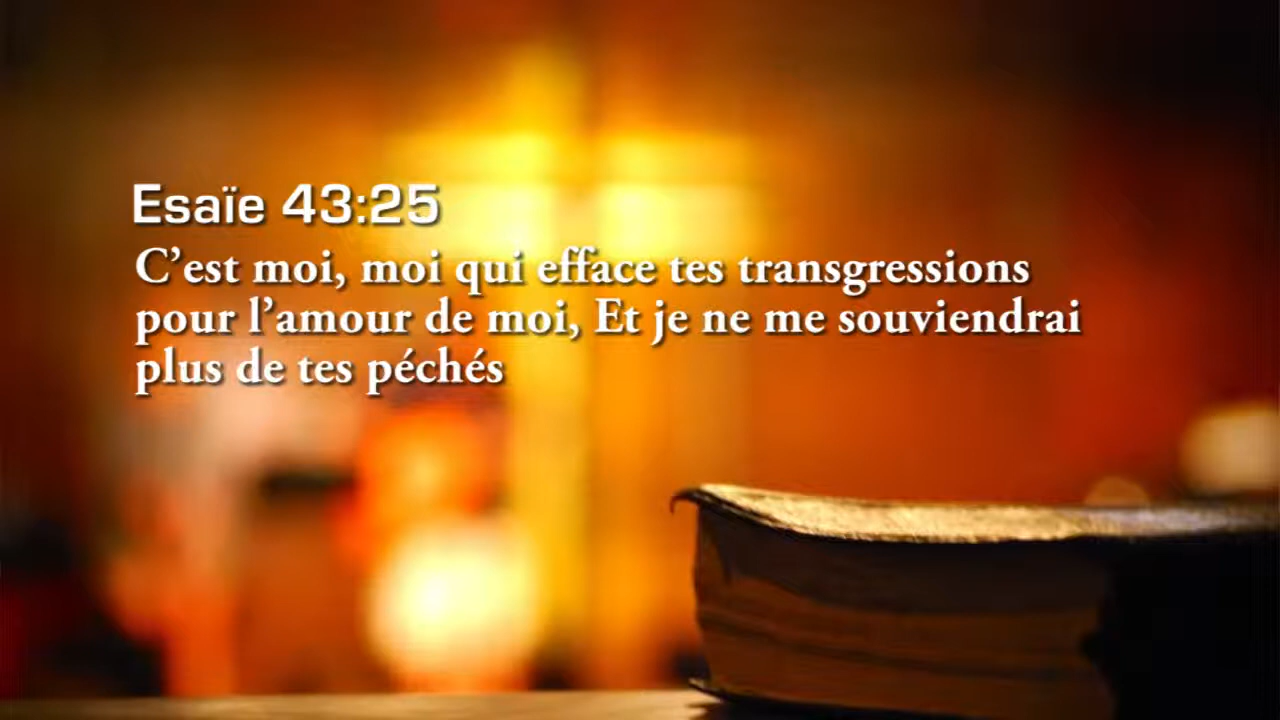 Esaïe 43:25
C’est moi, moi qui efface tes transgressions
pour l’amour de moi, Et je ne me souviendrai
plus de tes péchés